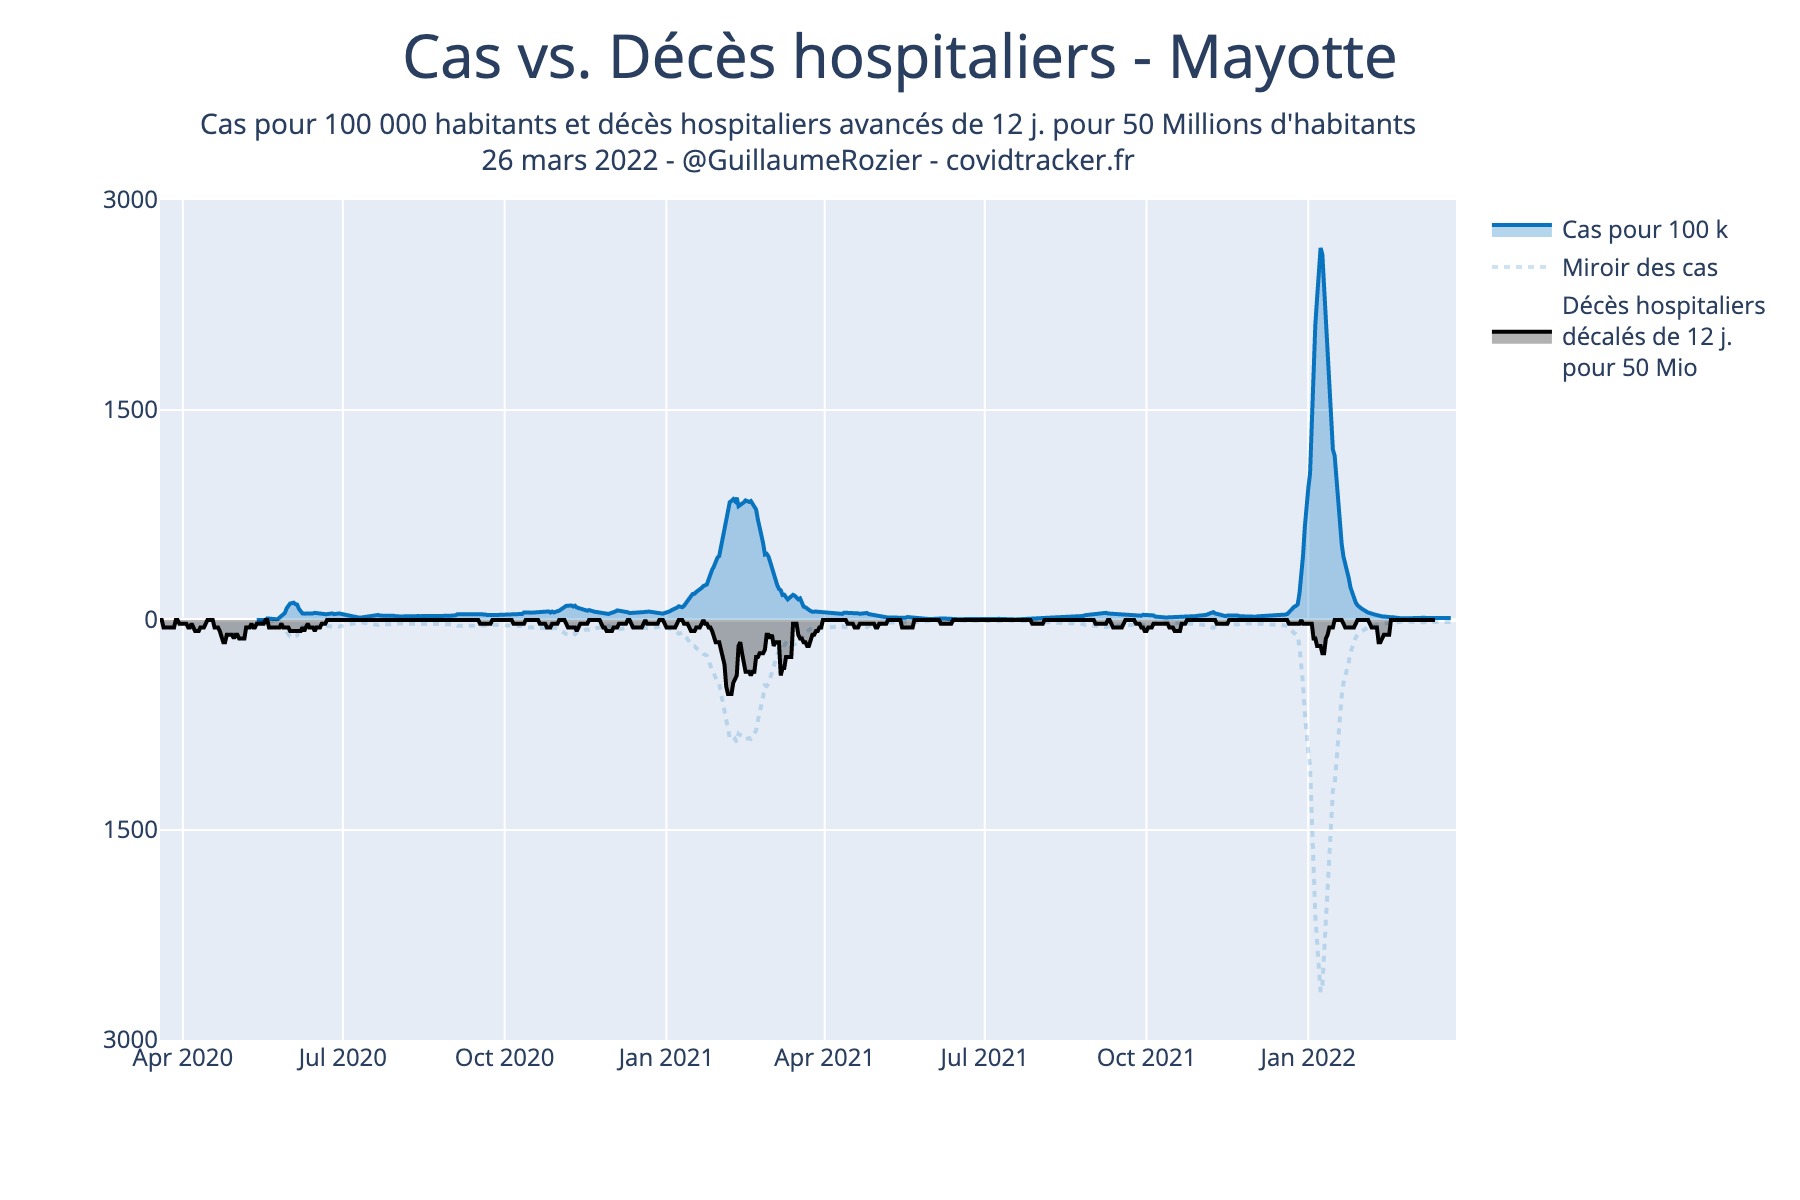 Cas vs. Décès hospitaliers - Mayotte
Cas pour 100 000 habitants et décès hospitaliers avancés de 12 j. pour 50 Millions d'habitants
26 mars 2022 - @GuillaumeRozier - covidtracker.fr
3000
1500
0
1500
3000
Apr 2020
Jul 2020
Oct 2020
Jan 2021
Apr 2021
Jul 2021
Oct 2021
Jan 2022
Cas pour 100 k
Miroir des cas
Décès hospitaliers
décalés de 12 j.
pour 50 Mio